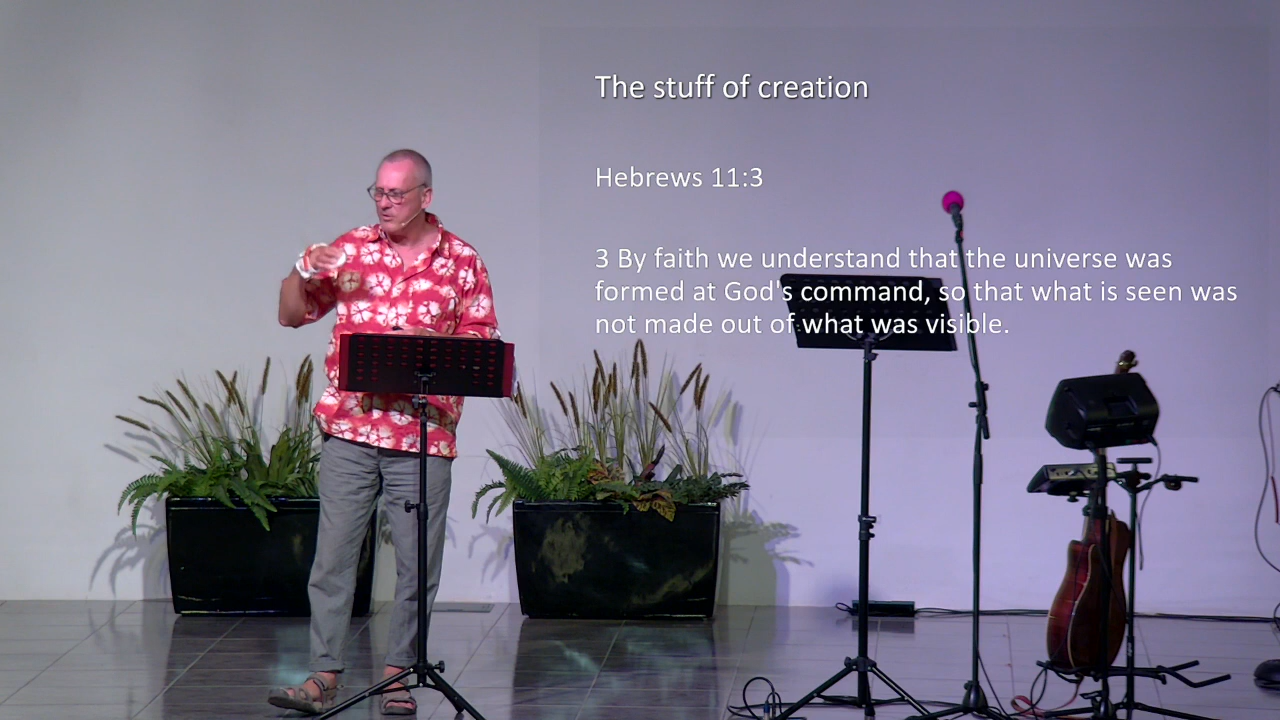 The stuff of creation
Hebrews 11:3
3 By faith we understand that the universe was
formed at God's command, so that what is seen was
not made out of what was visible.